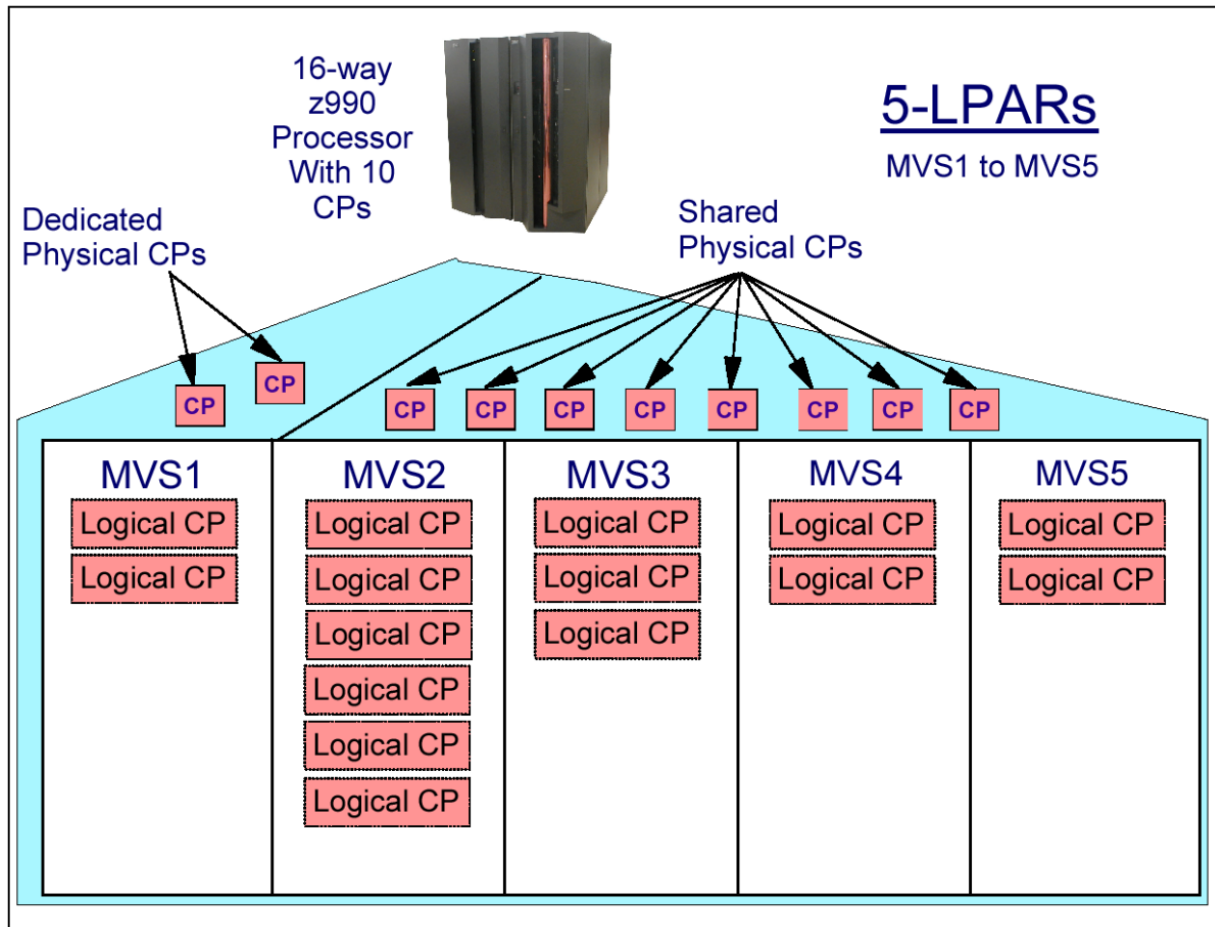 16-way
z990
Processor
With 10
CPs
5-LPARs
MVS1 to MVS5
Dedicated
Physical CPs
Shared
Physical CPs
CP
CP
CP
CP
CP
CP
CP
CP
CP
CP
MVS1
Logical CP
Logical CP
MVS2
Logical CP
Logical CP
Logical CP
Logical CP
Logical CP
Logical CP
MVS3
Logical CP
Logical CP
Logical CP
MVS4
Logical CP
Logical CP
MVS5
Logical CP
Logical CP